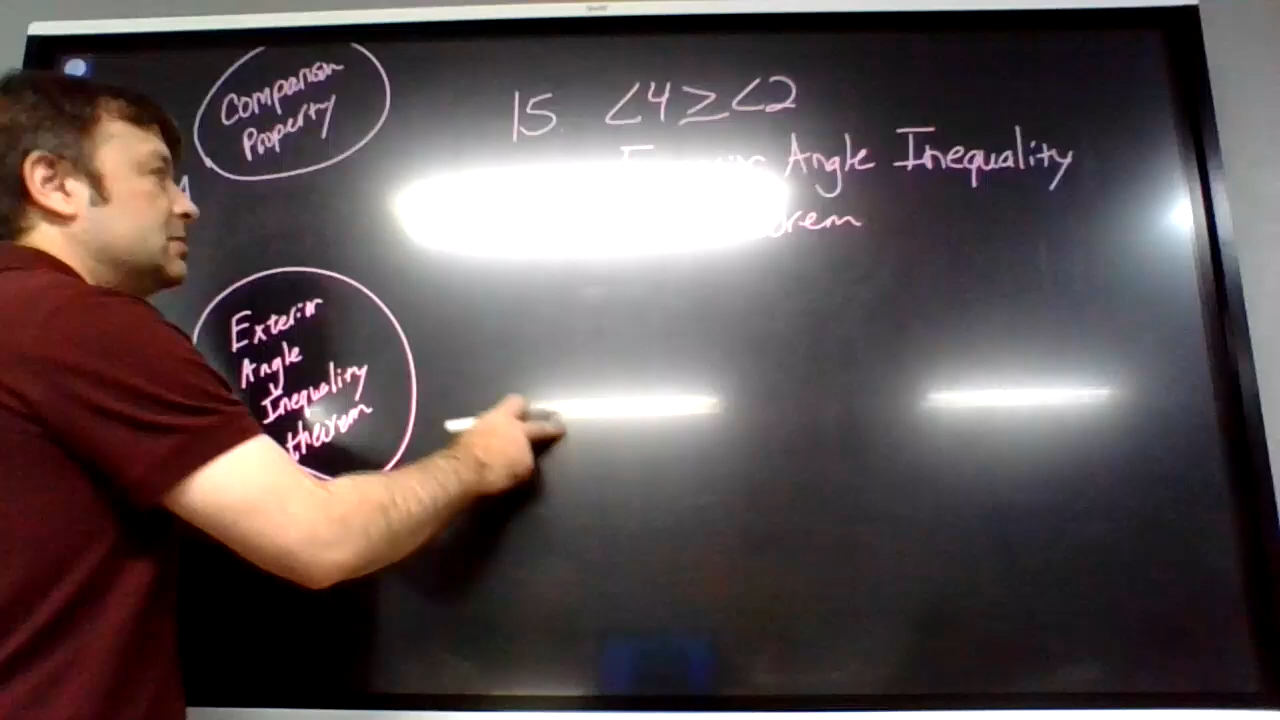 Comparison
Property
15. ∠4 ≥ ∠2
Angle Inequality
Exterior
Angle
Inequality
theorem